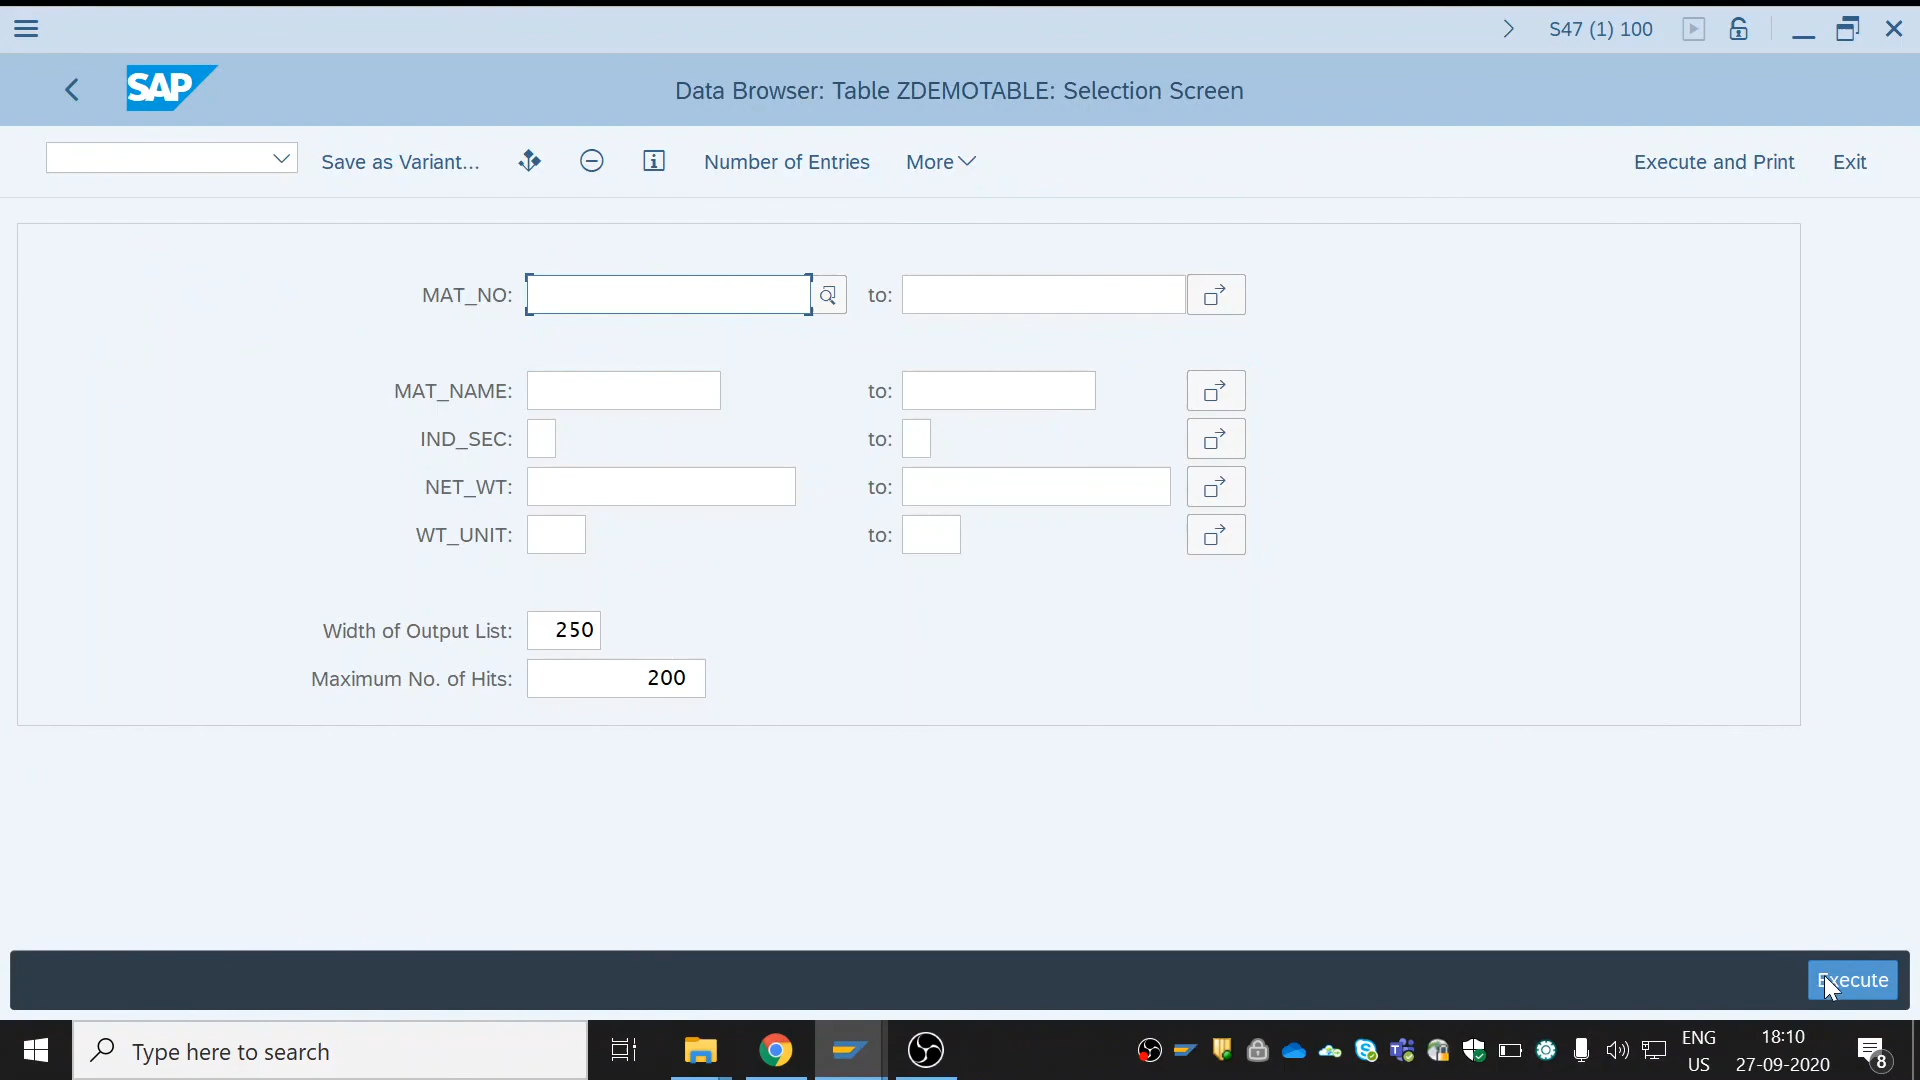 S47 (1) 100
SAP
Data Browser: Table ZDEMOTABLE: Selection Screen
Save as Variant...
Number of Entries
More
Execute and Print
Exit
MAT_NO:
to:
MAT_NAME:
to:
IND_SEC:
to:
NET_WT:
to:
WT_UNIT:
to:
Width of Output List: 250
Maximum No. of Hits: 200
Execute
Type here to search
ENG
US
18:10
27-09-2020
8